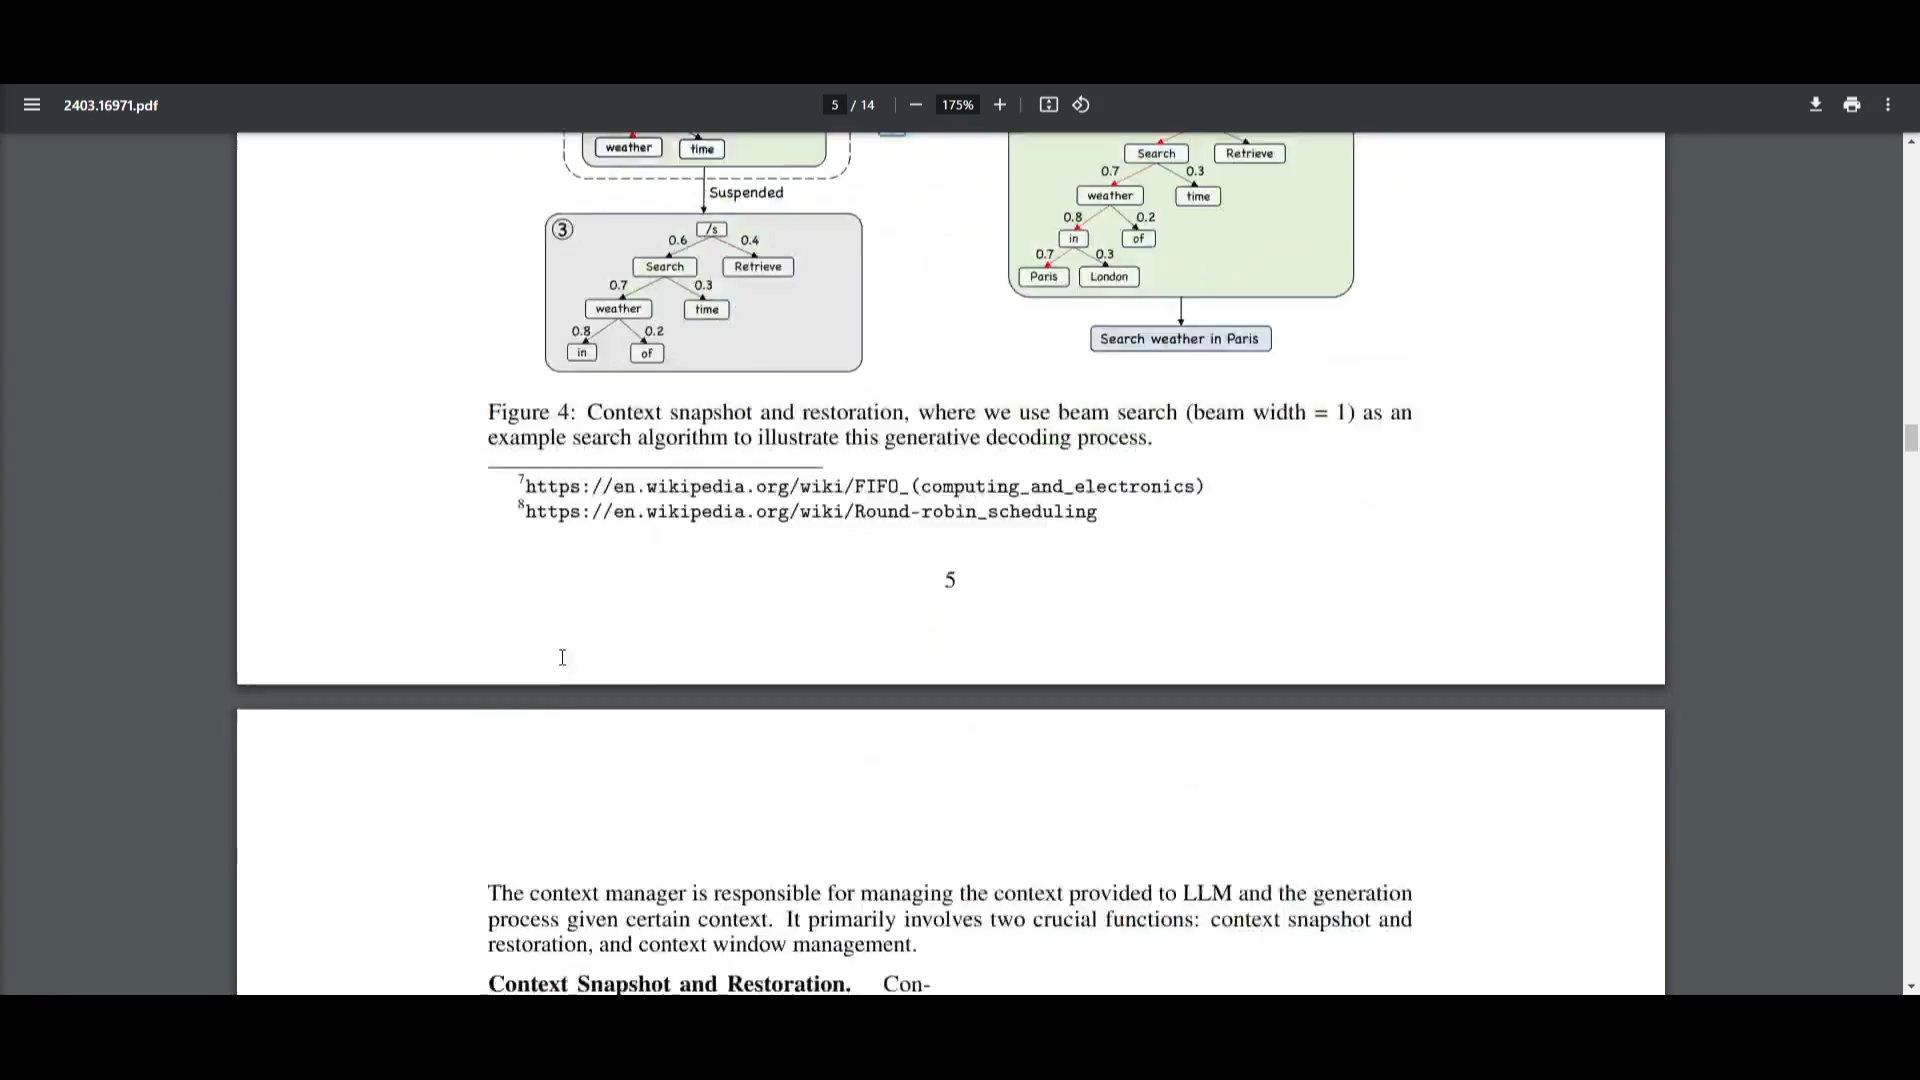 2403.16971.pdf
5 / 14
175%
weather
time
Suspended
3
/s
0.6
0.4
Search
Retrieve
0.7
0.3
weather
time
0.8
0.2
in
of
Search
Retrieve
0.7
0.3
weather
time
0.8
0.2
in
of
0.7
0.3
Paris
London
Search weather in Paris
Figure 4: Context snapshot and restoration, where we use beam search (beam width = 1) as an
example search algorithm to illustrate this generative decoding process.
7https://en.wikipedia.org/wiki/FIFO_(computing_and_electronics)
8https://en.wikipedia.org/wiki/Round-robin_scheduling
5
The context manager is responsible for managing the context provided to LLM and the generation
process given certain context. It primarily involves two crucial functions: context snapshot and
restoration, and context window management.
Context Snapshot and Restoration. Con-